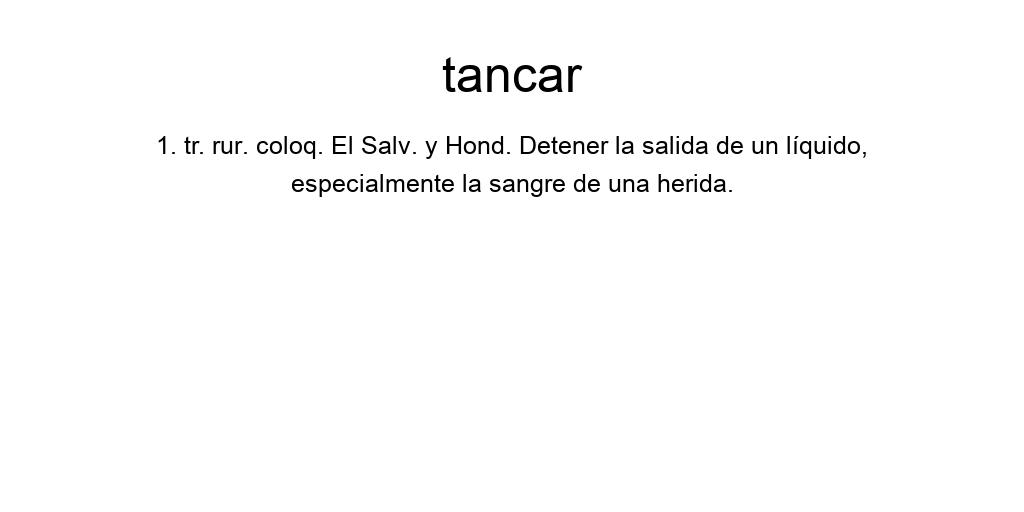 tancar
1. tr. rur. coloq. El Salv. y Hond. Detener la salida de un líquido,
especialmente la sangre de una herida.